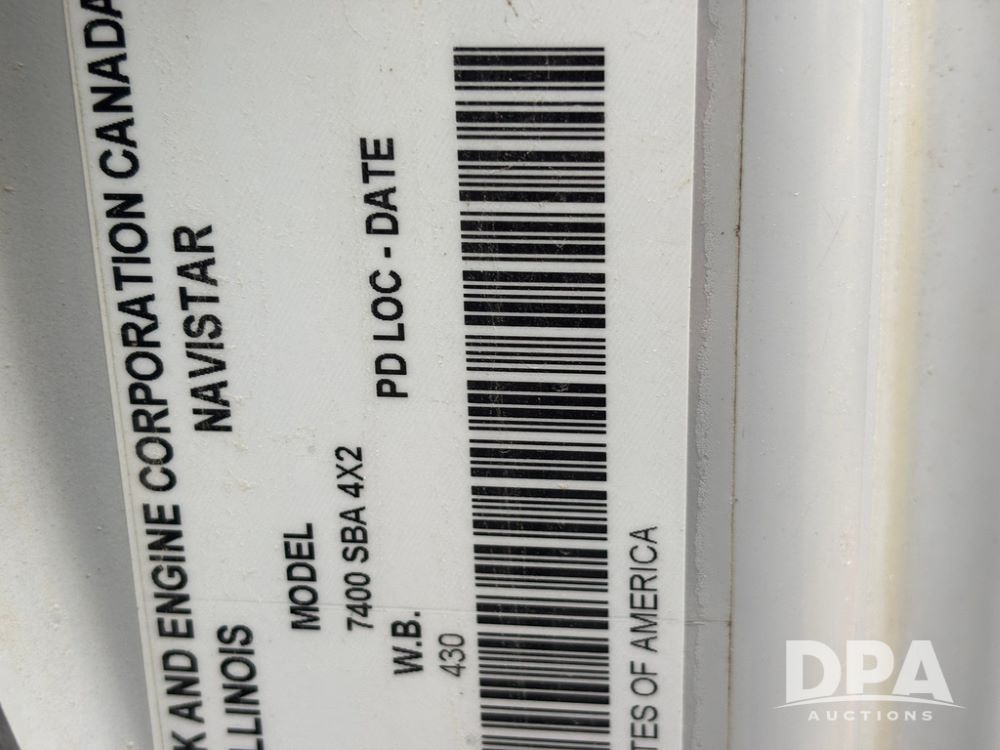 K AND ENGINE CORPORATION CANADA
LLINOIS NAVISTAR
MODEL
7400 SBA 4X2
W.B. PD LOC - DATE
430
TES OF AMERICA
DPA
AUCTIONS